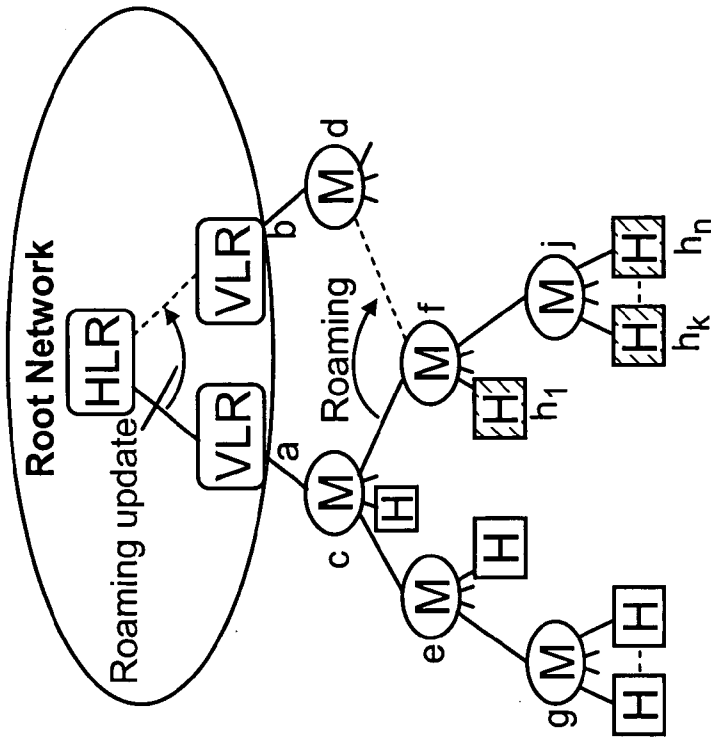 Root Network
HLR
Roaming update
VLR
VLR
a
b
M
d
M
c
H
Roaming
M
f
H
h1
M
e
H
M
j
H
H
hk
hn
M
g
H
H